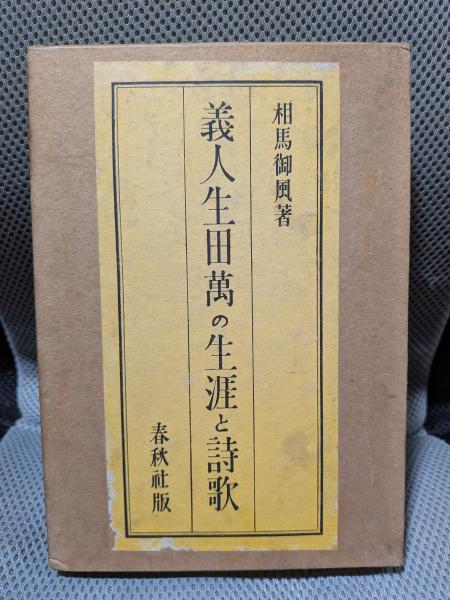 相馬御風著
義人生田萬の生涯と詩歌
春秋社版